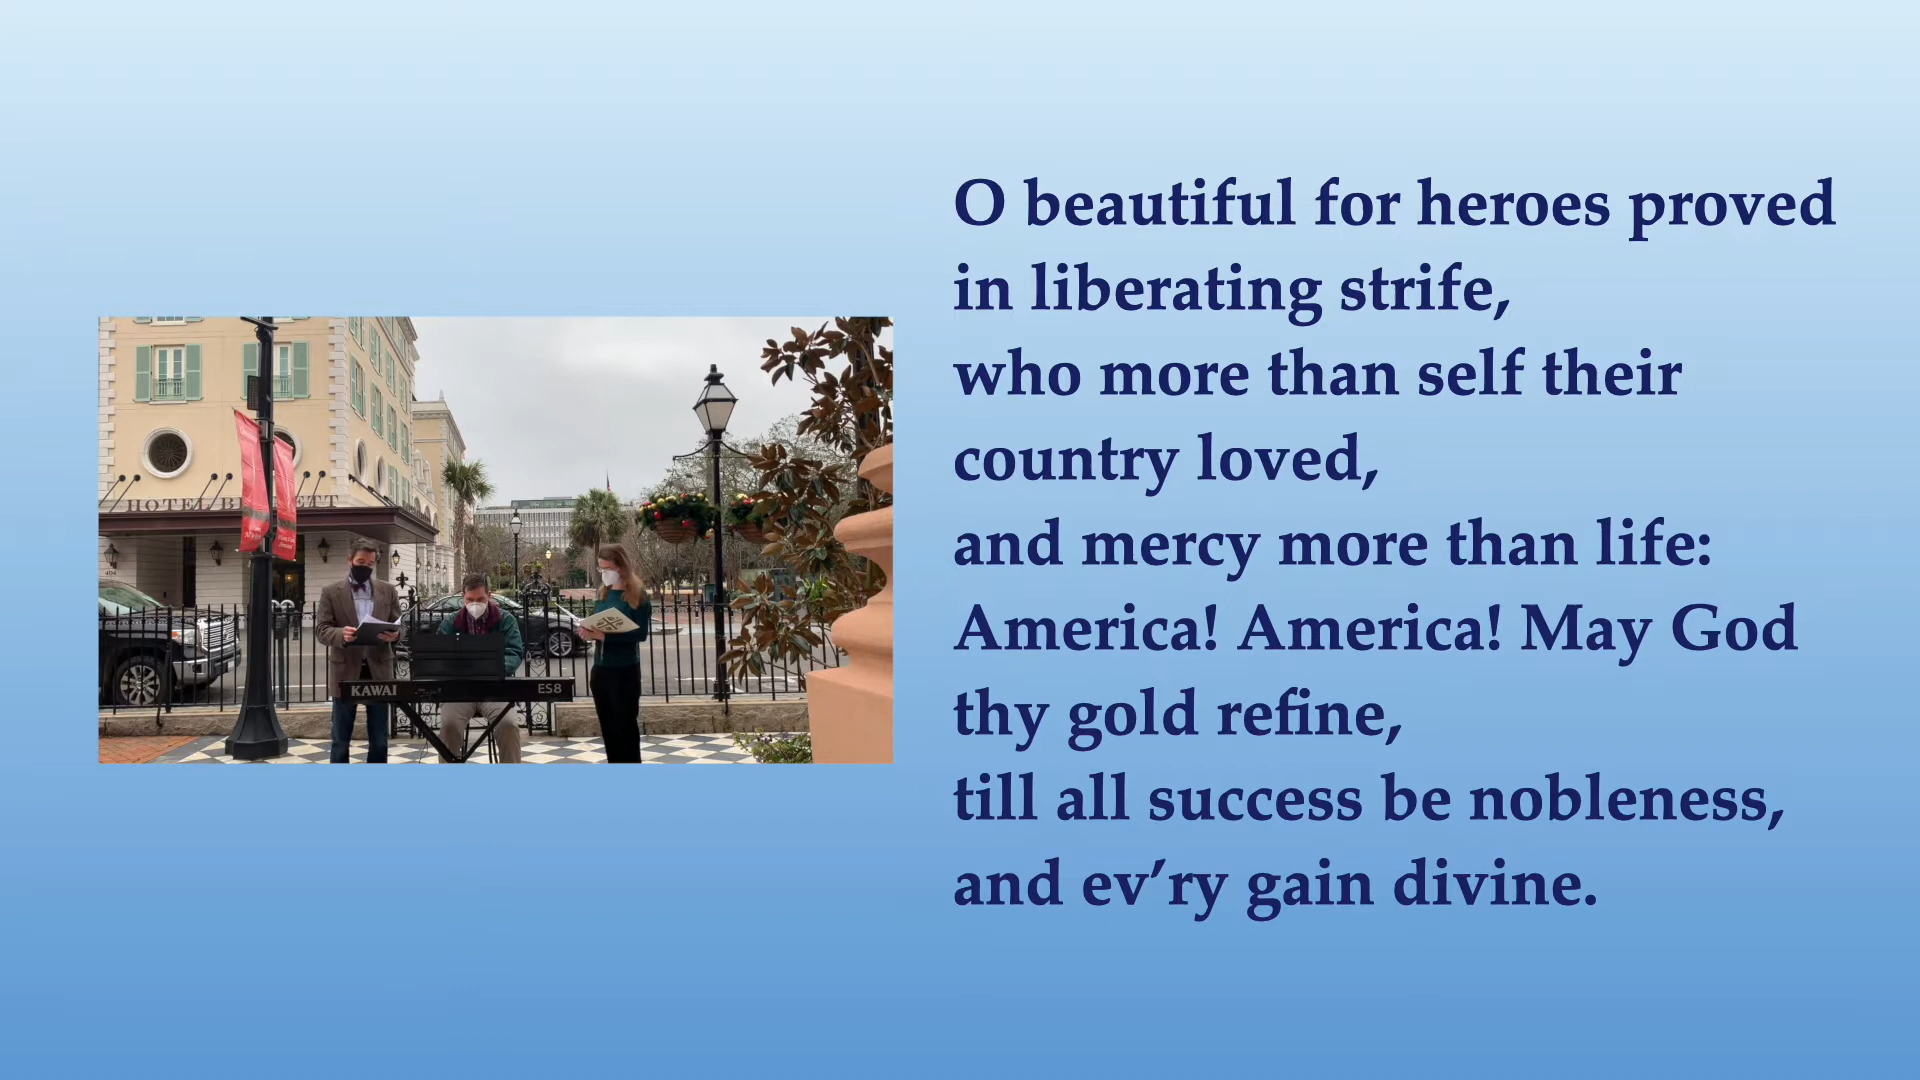 O beautiful for heroes proved
in liberating strife,
who more than self their
country loved,
and mercy more than life:
America! America! May God
thy gold refine,
till all success be nobleness,
and ev’ry gain divine.
HOTEL
KAWAI
ES8
404